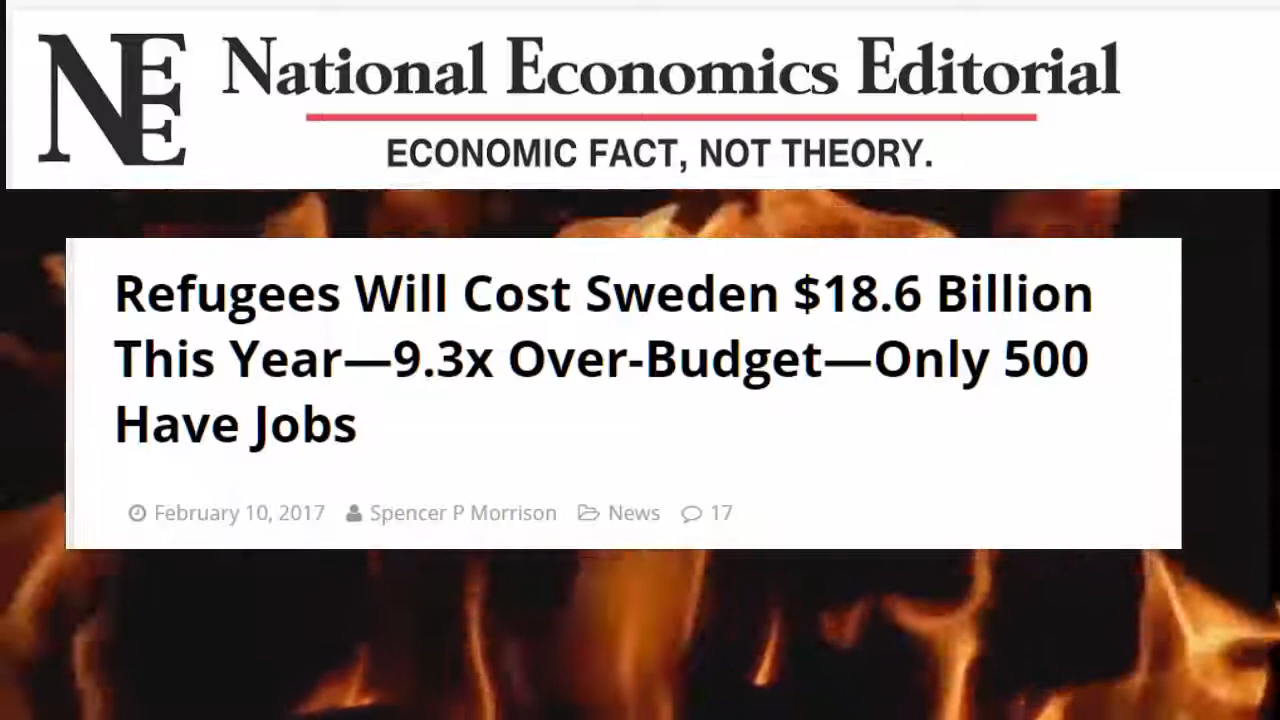 NEE
National Economics Editorial
ECONOMIC FACT, NOT THEORY.
Refugees Will Cost Sweden $18.6 Billion
This Year—9.3x Over-Budget—Only 500
Have Jobs
February 10, 2017 Spencer P Morrison News 17